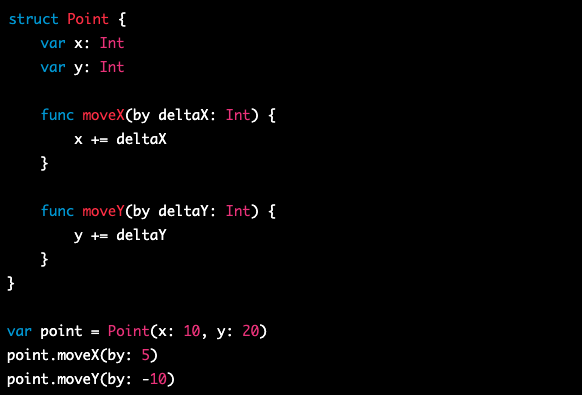 struct Point {
    var x: Int
    var y: Int

    func moveX(by deltaX: Int) {
        x += deltaX
    }

    func moveY(by deltaY: Int) {
        y += deltaY
    }
}

var point = Point(x: 10, y: 20)
point.moveX(by: 5)
point.moveY(by: -10)